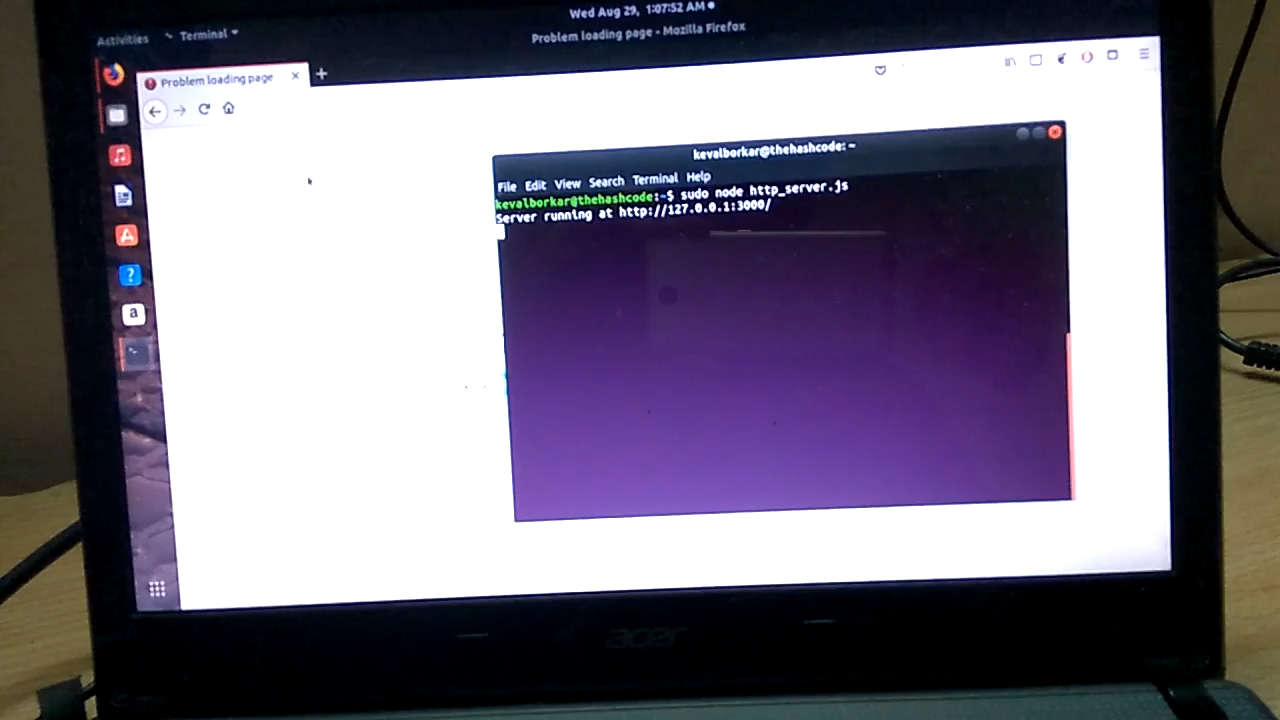 Wed Aug 29, 1:07:52 AM
Activities Terminal
Problem loading page - Mozilla Firefox
Problem loading page
kevalborkar@thehashcode: ~
File Edit View Search Terminal Help
kevalborkar@thehashcode:~$ sudo node http_server.js
Server running at http://127.0.0.1:3000/
?
a
>_
acer